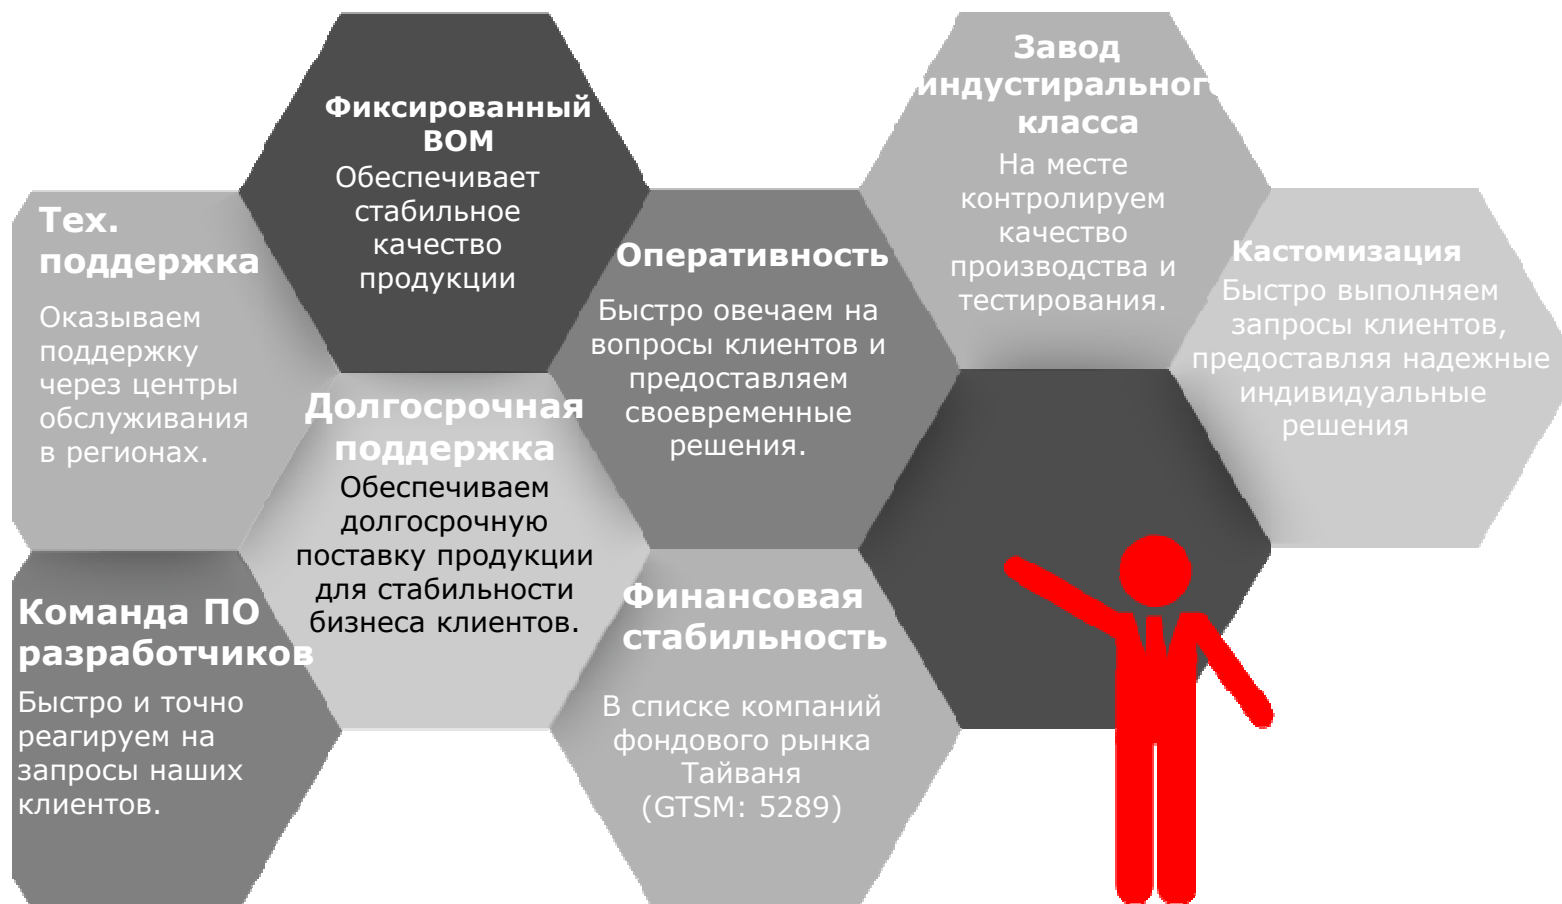 Тех.
поддержка
Оказываем
поддержку
через центры
обслуживания
в регионах.
Команда ПО
разработчиков
Быстро и точно
реагируем на
запросы наших
клиентов.
Фиксированный
BOM
Обеспечивает
стабильное
качество
продукции
Долгосрочная
поддержка
Обеспечиваем
долгосрочную
поставку продукции
для стабильности
бизнеса клиентов.
Оперативность
Быстро овечаем на
вопросы клиентов и
предоставляем
своевременные
решения.
Финансовая
стабильность
В списке компаний
фондового рынка
Тайваня
(GTSM: 5289)
Завод
индустирального
класса
На месте
контролируем
качество
производства и
тестирования.
Кастомизация
Быстро выполняем
запросы клиентов,
предоставляя надежные
индивидуальные
решения